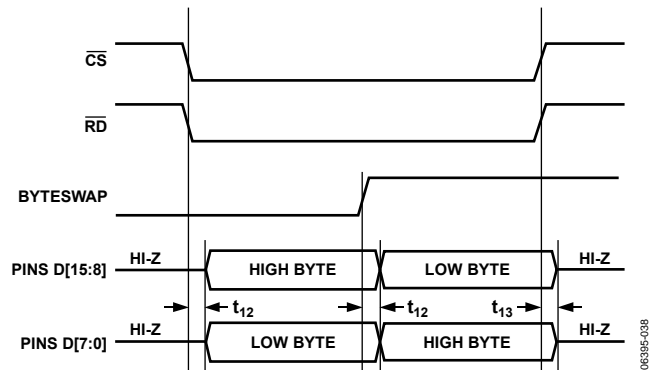 CS
RD
BYTESWAP
PINS D[15:8] HI-Z HIGH BYTE LOW BYTE HI-Z
t12 t12 t13
PINS D[7:0] HI-Z LOW BYTE HIGH BYTE HI-Z
06395-038